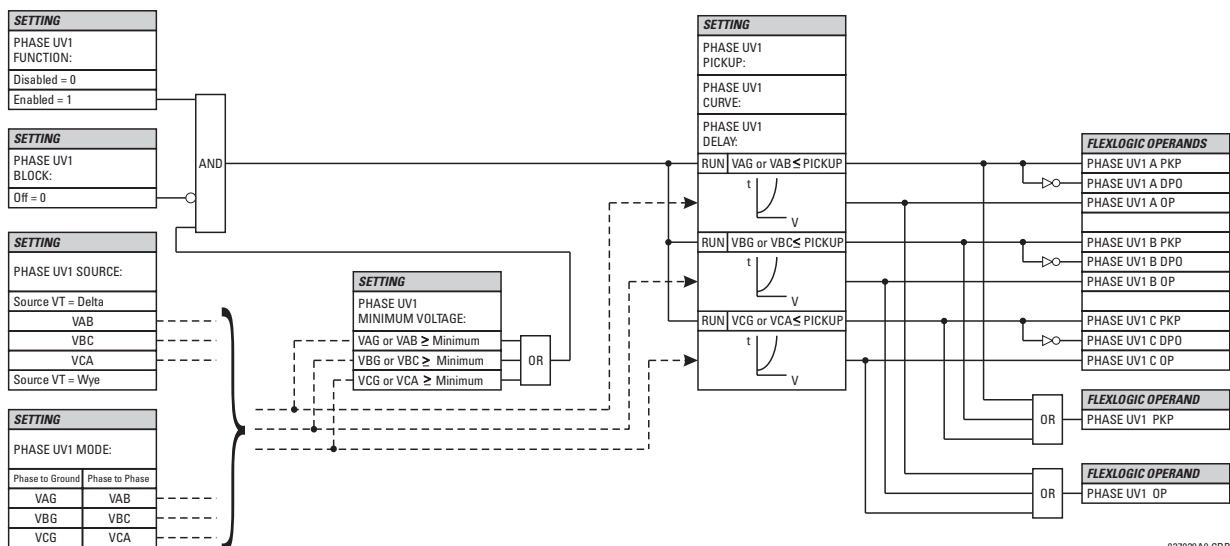 SETTING
PHASE UV1
FUNCTION:
Disabled = 0
Enabled = 1
SETTING
PHASE UV1
BLOCK:
Off = 0
AND
SETTING
PHASE UV1 SOURCE:
Source VT = Delta
VAB
VBC
VCA
Source VT = Wye
SETTING
PHASE UV1 MODE:
Phase to Ground Phase to Phase
VAG VAB
VBG VBC
VCG VCA
SETTING
PHASE UV1
MINIMUM VOLTAGE:
VAG or VAB ≥ Minimum
VBG or VBC ≥ Minimum
VCG or VCA ≥ Minimum
OR
SETTING
PHASE UV1
PICKUP:
PHASE UV1
CURVE:
PHASE UV1
DELAY:
RUN VAG or VAB ≤ PICKUP
t
V
RUN VBG or VBC ≤ PICKUP
t
V
RUN VCG or VCA ≤ PICKUP
t
V
FLEXLOGIC OPERANDS
PHASE UV1 A PKP
PHASE UV1 A DPO
PHASE UV1 A OP
PHASE UV1 B PKP
PHASE UV1 B DPO
PHASE UV1 B OP
PHASE UV1 C PKP
PHASE UV1 C DPO
PHASE UV1 C OP
OR
FLEXLOGIC OPERAND
PHASE UV1 PKP
OR
FLEXLOGIC OPERAND
PHASE UV1 OP